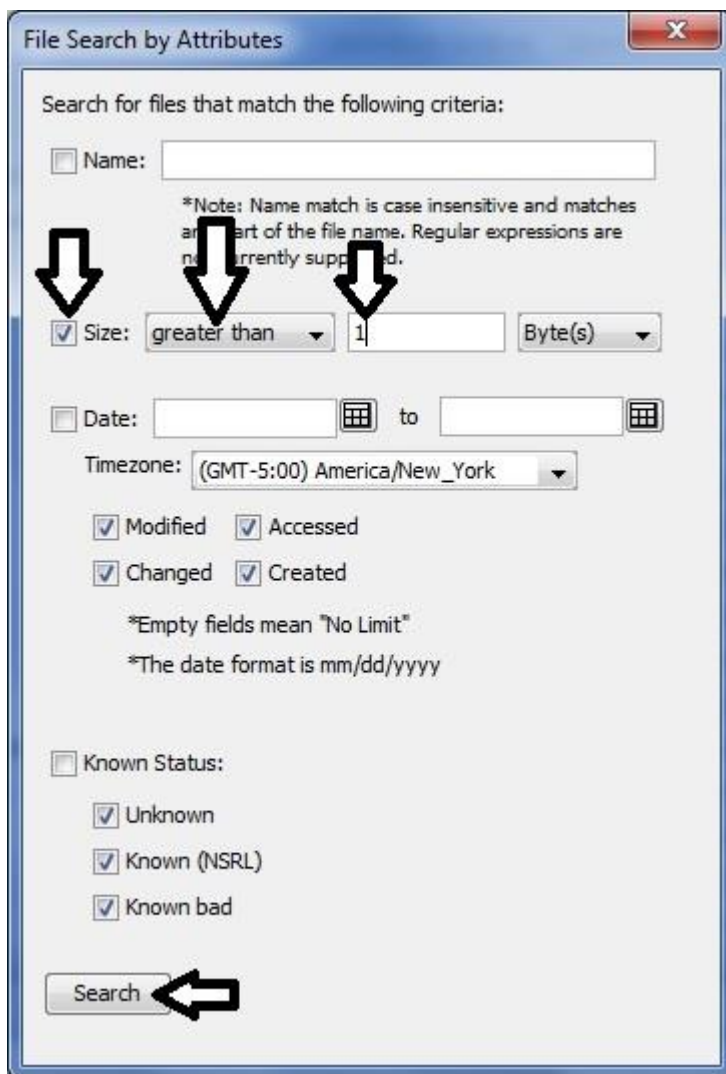 File Search by Attributes
Search for files that match the following criteria:
Name:
*Note: Name match is case insensitive and matches
part of the file name. Regular expressions are
currently
Size: greater than 1 Byte(s)
Date: to
Timezone: (GMT-5:00) America/New_York
Modified Accessed
Changed Created
*Empty fields mean "No Limit"
*The date format is mm/dd/yyyy
Known Status:
Unknown
Known (NSRL)
Known bad
Search